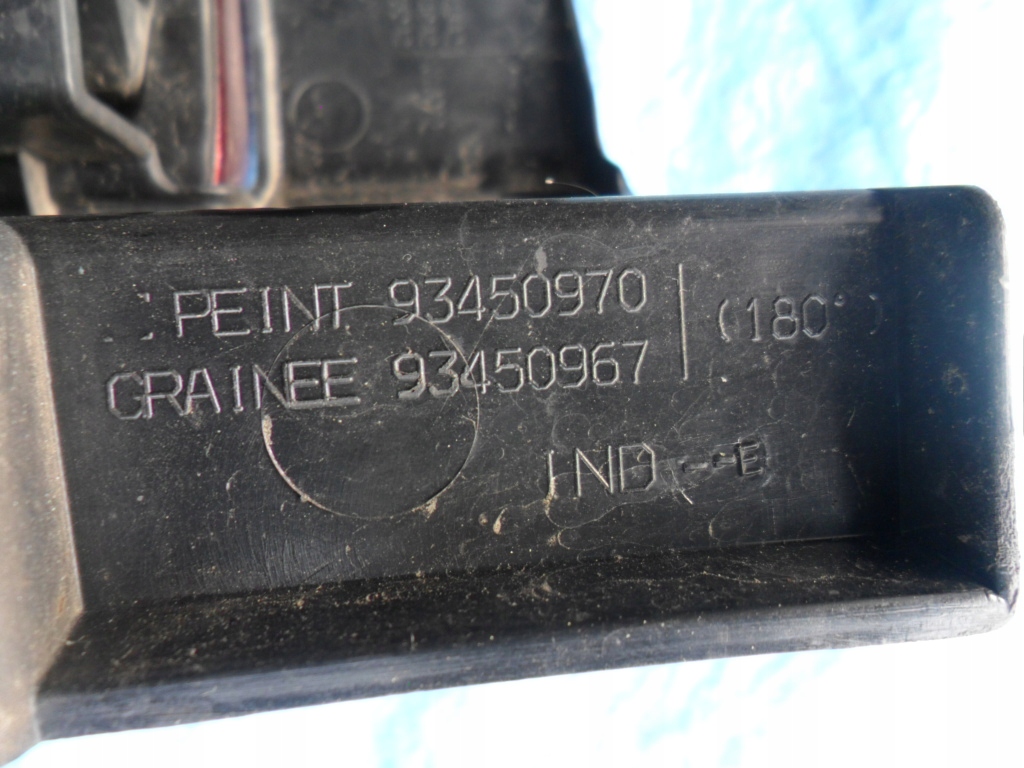 PEINT 93450970 (180°)
GRAINEE 93450967
IND -- E